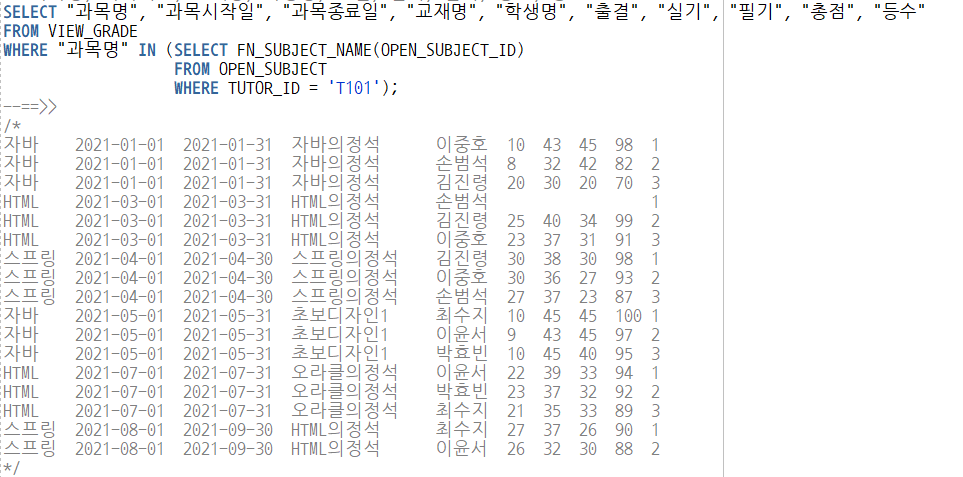 SELECT "과목명", "과목시작일", "과목종료일", "교재명", "학생명", "출결", "실기", "필기", "총점", "등수"
FROM VIEW_GRADE
WHERE "과목명" IN (SELECT FN_SUBJECT_NAME(OPEN_SUBJECT_ID)
FROM OPEN_SUBJECT
WHERE TUTOR_ID = 'T101');
--==>>
/*
자바 2021-01-01 2021-01-31 자바의정석 이중호 10 43 45 98 1
자바 2021-01-01 2021-01-31 자바의정석 손범석 8 32 42 82 2
자바 2021-01-01 2021-01-31 자바의정석 김진령 20 30 20 70 3
HTML 2021-03-01 2021-03-31 HTML의정석 손범석 1
HTML 2021-03-01 2021-03-31 HTML의정석 김진령 25 40 34 99 2
HTML 2021-03-01 2021-03-31 HTML의정석 이중호 23 37 31 91 3
스프링 2021-04-01 2021-04-30 스프링의정석 김진령 30 38 30 98 1
스프링 2021-04-01 2021-04-30 스프링의정석 이중호 30 36 27 93 2
스프링 2021-04-01 2021-04-30 스프링의정석 손범석 27 37 23 87 3
자바 2021-05-01 2021-05-31 초보디자인1 최수지 10 45 45 100 1
자바 2021-05-01 2021-05-31 초보디자인1 이윤서 9 43 45 97 2
자바 2021-05-01 2021-05-31 초보디자인1 박효빈 10 45 40 95 3
HTML 2021-07-01 2021-07-31 오라클의정석 이윤서 22 39 33 94 1
HTML 2021-07-01 2021-07-31 오라클의정석 박효빈 23 37 32 92 2
HTML 2021-07-01 2021-07-31 오라클의정석 최수지 21 35 33 89 3
스프링 2021-08-01 2021-09-30 HTML의정석 최수지 27 37 26 90 1
스프링 2021-08-01 2021-09-30 HTML의정석 이윤서 26 32 30 88 2
*/